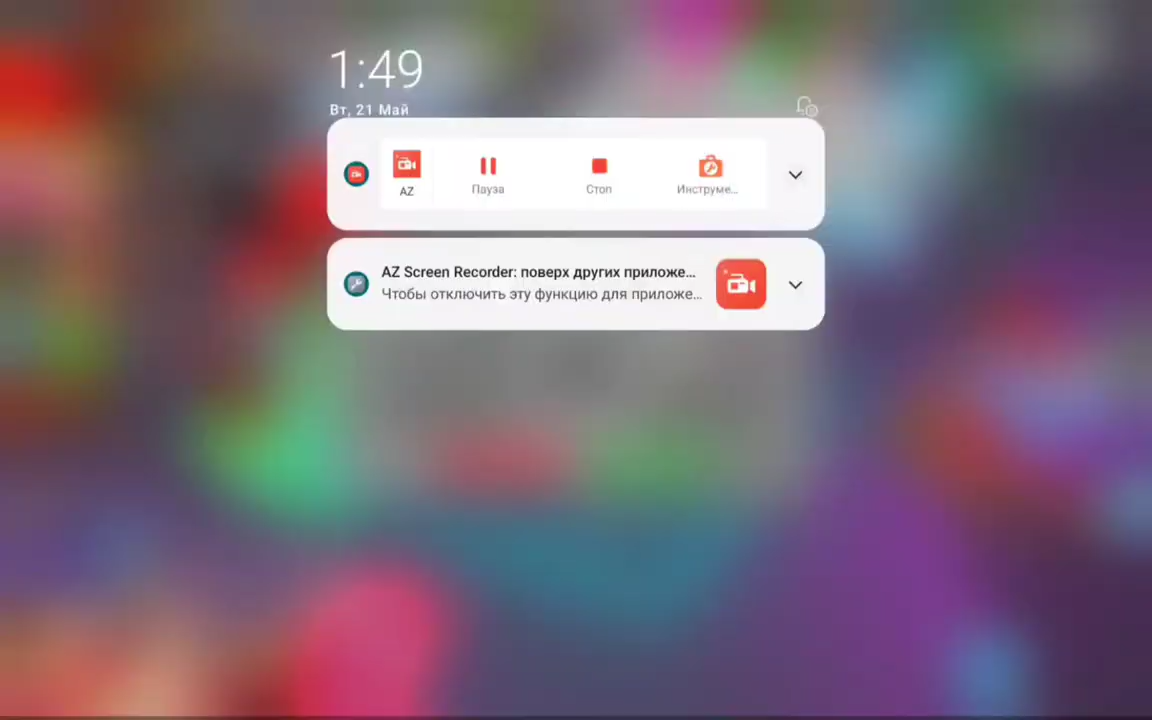 1:49
Вт, 21 Май
AZ
Пауза
Стоп
Инструме...
AZ Screen Recorder: поверх других приложе...
Чтобы отключить эту функцию для приложе...